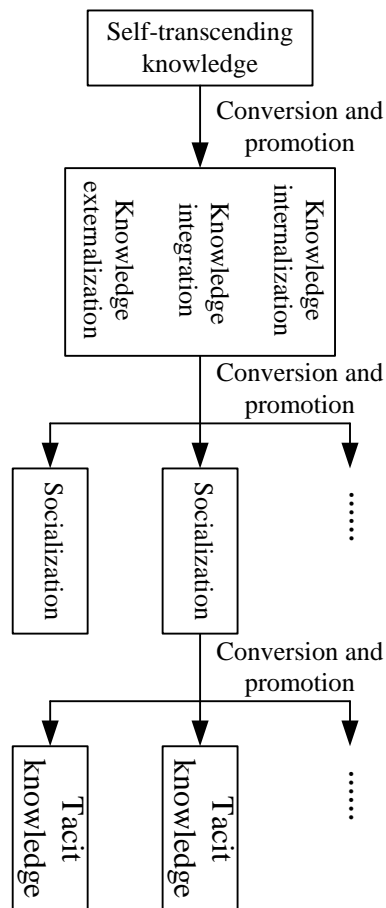 Self-transcending
knowledge
Conversion and
promotion
Knowledge
externalization
Knowledge
integration
Knowledge
internalization
Conversion and
promotion
Socialization
Socialization
......
Conversion and
promotion
Tacit
knowledge
Tacit
knowledge
......